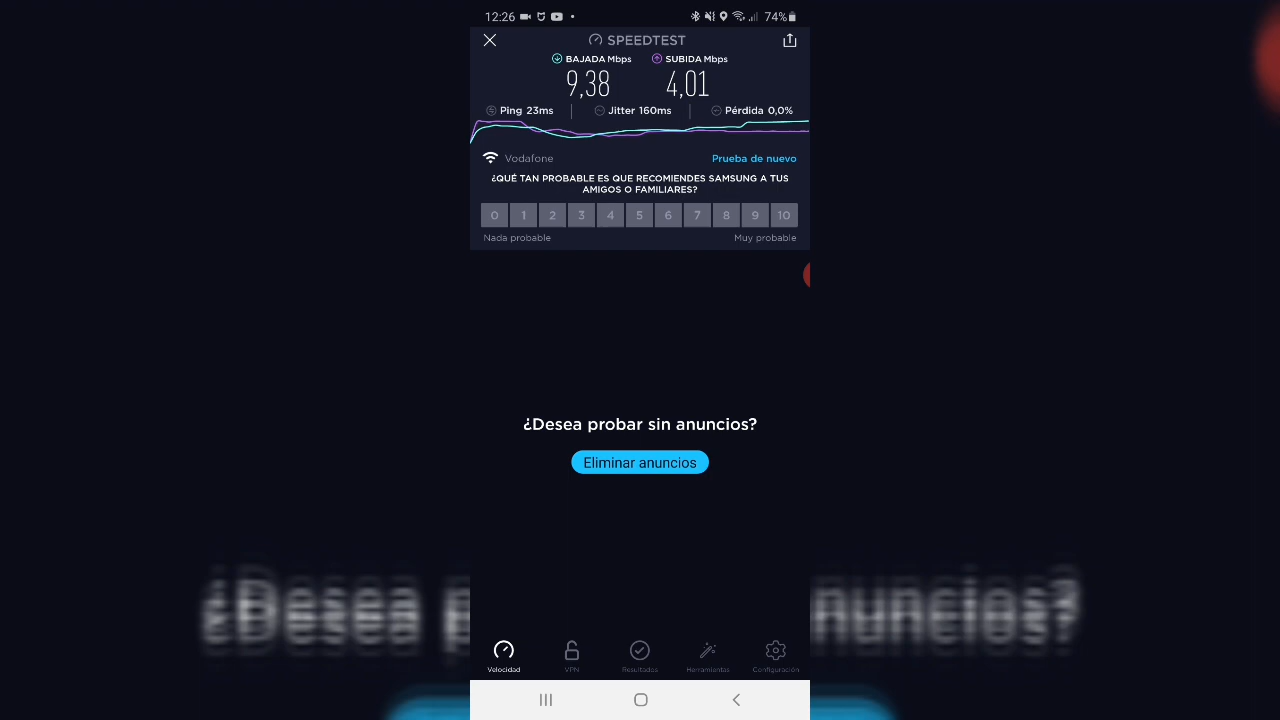 12:26 74%
SPEEDTEST
BAJADA Mbps SUBIDA Mbps
9,38 4,01
Ping 23ms Jitter 160ms Pérdida 0,0%
Vodafone Prueba de nuevo
¿QUÉ TAN PROBABLE ES QUE RECOMIENDES SAMSUNG A TUS
AMIGOS O FAMILIARES?
0 1 2 3 4 5 6 7 8 9 10
Nada probable Muy probable
¿Desea probar sin anuncios?
Eliminar anuncios
¿Desea p nuncios?
Velocidad VPN Resultados Herramientas Configuración